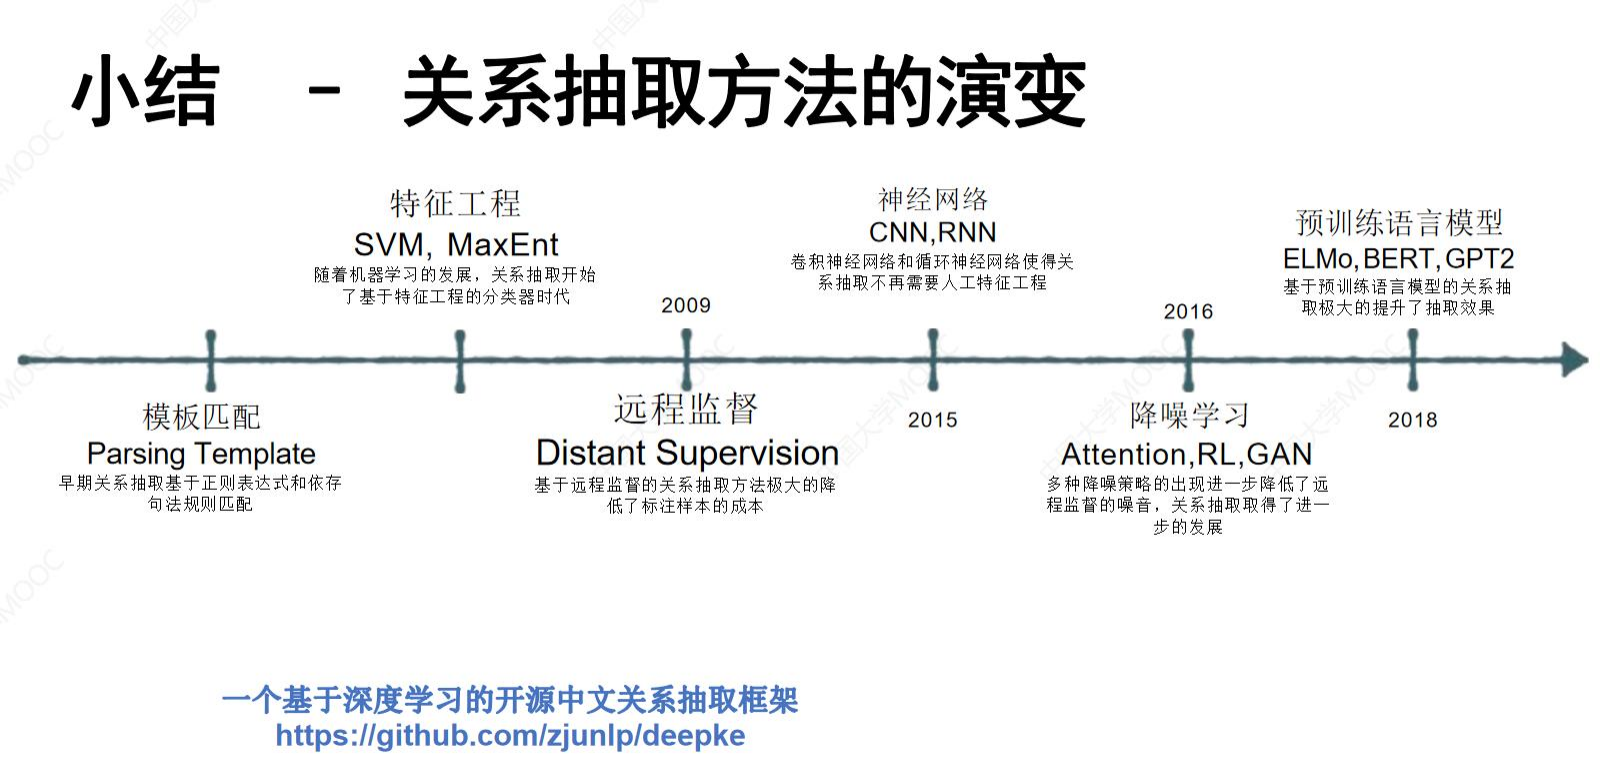 小结 - 关系抽取方法的演变
特征工程
SVM, MaxEnt
随着机器学习的发展，关系抽取开始
了基于特征工程的分类器时代
神经网络
CNN,RNN
卷积神经网络和循环神经网络使得关
系抽取不再需要人工特征工程
预训练语言模型
ELMo,BERT,GPT2
基于预训练语言模型的关系抽
取极大的提升了抽取效果
2009
2016
模板匹配
Parsing Template
早期关系抽取基于正则表达式和依存
句法规则匹配
远程监督
Distant Supervision
基于远程监督的关系抽取方法极大的降
低了标注样本的成本
2015
降噪学习
Attention,RL,GAN
多种降噪策略的出现进一步降低了远
程监督的噪音，关系抽取取得了进一
步的发展
2018
一个基于深度学习的开源中文关系抽取框架
https://github.com/zjunlp/deepke
中国大学MOOC